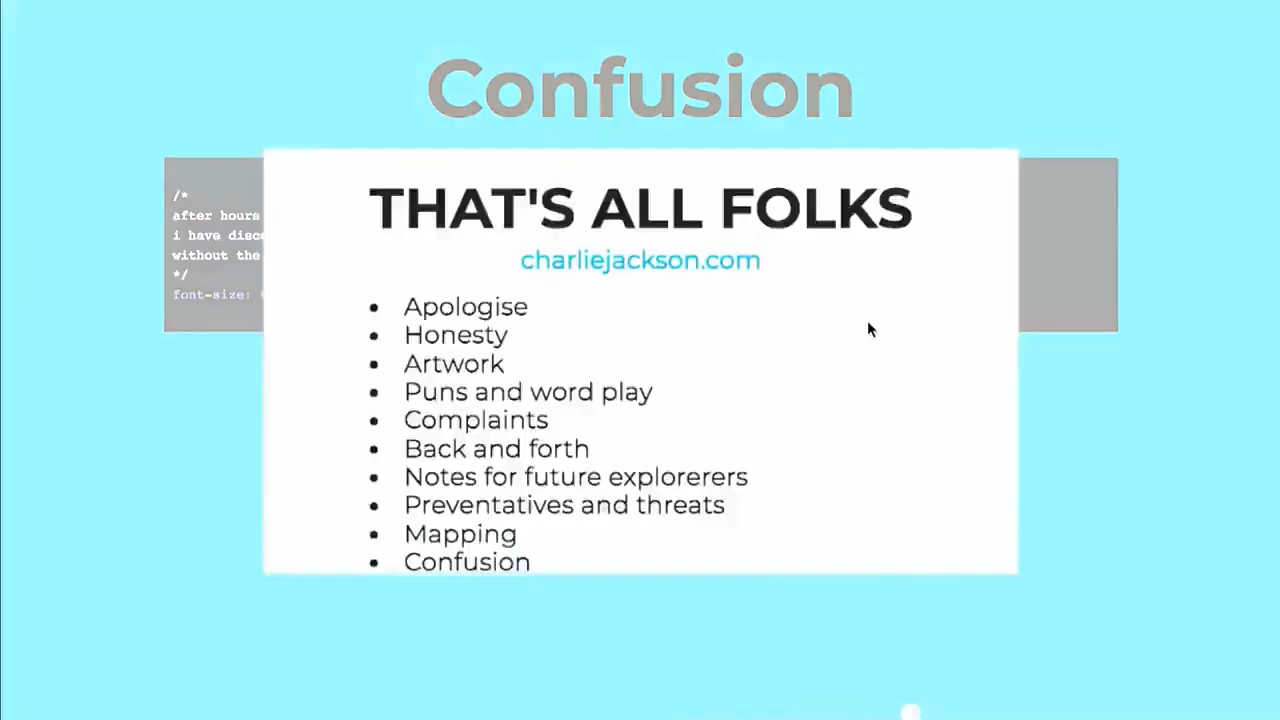 Confusion
/*
after hours
i have disc
without the
*/
font-size:
THAT'S ALL FOLKS
charliejackson.com
• Apologise
• Honesty
• Artwork
• Puns and word play
• Complaints
• Back and forth
• Notes for future explorerers
• Preventatives and threats
• Mapping
• Confusion